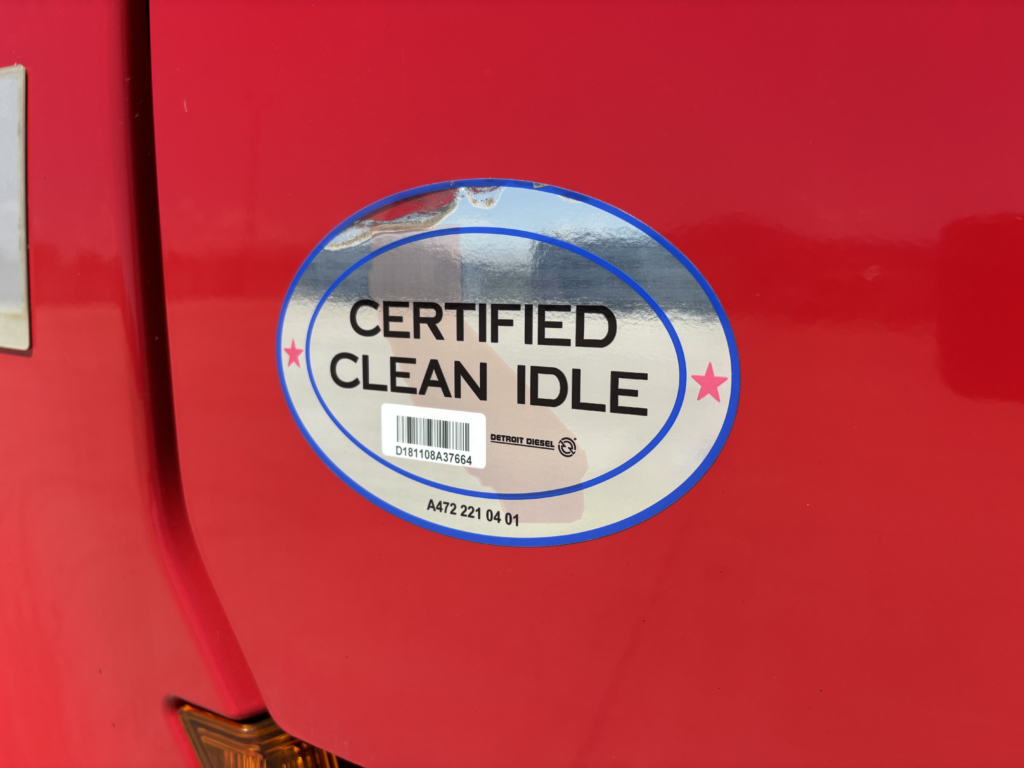 CERTIFIED
CLEAN IDLE
D181108A37664
DETROIT DIESEL
A472 221 04 01